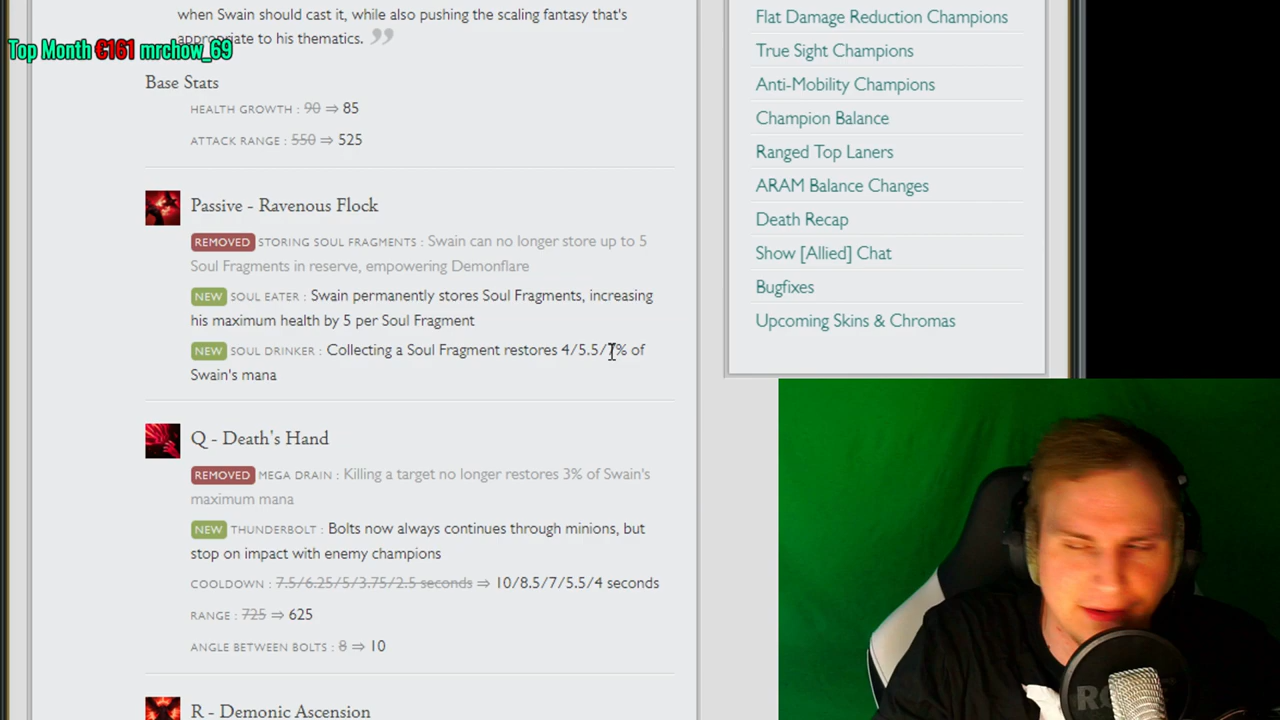 when Swain should cast it, while also pushing the scaling fantasy that's
appropriate to his thematics.
Top Month €161 mrchow_69
Base Stats
HEALTH GROWTH : 90 ⇒ 85
ATTACK RANGE : 550 ⇒ 525
Passive - Ravenous Flock
REMOVED STORING SOUL FRAGMENTS : Swain can no longer store up to 5
Soul Fragments in reserve, empowering Demonflare
NEW SOUL EATER : Swain permanently stores Soul Fragments, increasing
his maximum health by 5 per Soul Fragment
NEW SOUL DRINKER : Collecting a Soul Fragment restores 4/5.5/7% of
Swain's mana
Q - Death's Hand
REMOVED MEGA DRAIN : Killing a target no longer restores 3% of Swain's
maximum mana
NEW THUNDERBOLT : Bolts now always continues through minions, but
stop on impact with enemy champions
COOLDOWN : 7.5/6.25/5/3.75/2.5 seconds ⇒ 10/8.5/7/5.5/4 seconds
RANGE : 725 ⇒ 625
ANGLE BETWEEN BOLTS : 8 ⇒ 10
R - Demonic Ascension
Flat Damage Reduction Champions
True Sight Champions
Anti-Mobility Champions
Champion Balance
Ranged Top Laners
ARAM Balance Changes
Death Recap
Show [Allied] Chat
Bugfixes
Upcoming Skins & Chromas